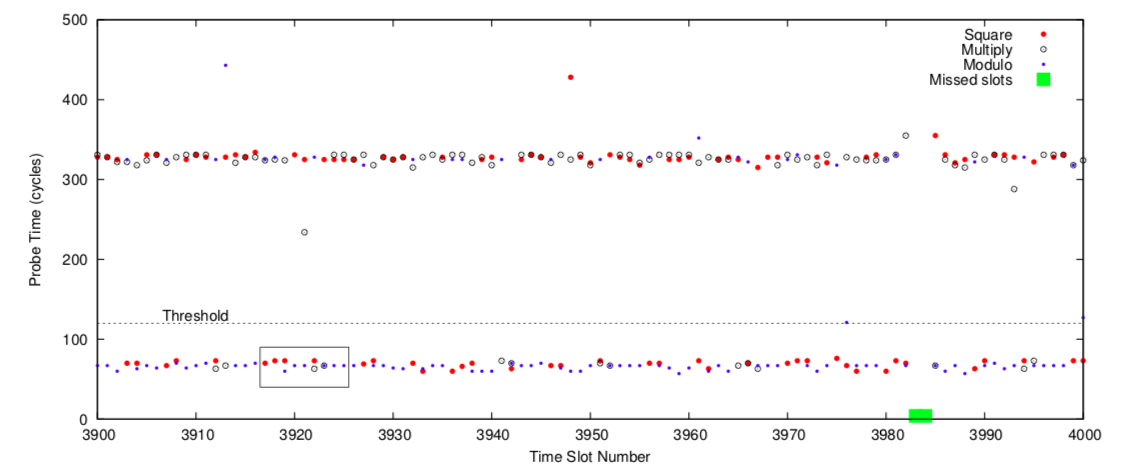 500
400
300
200
100
0
Probe Time (cycles)
Square
Multiply
Modulo
Missed slots
Threshold
3900 3910 3920 3930 3940 3950 3960 3970 3980 3990 4000
Time Slot Number